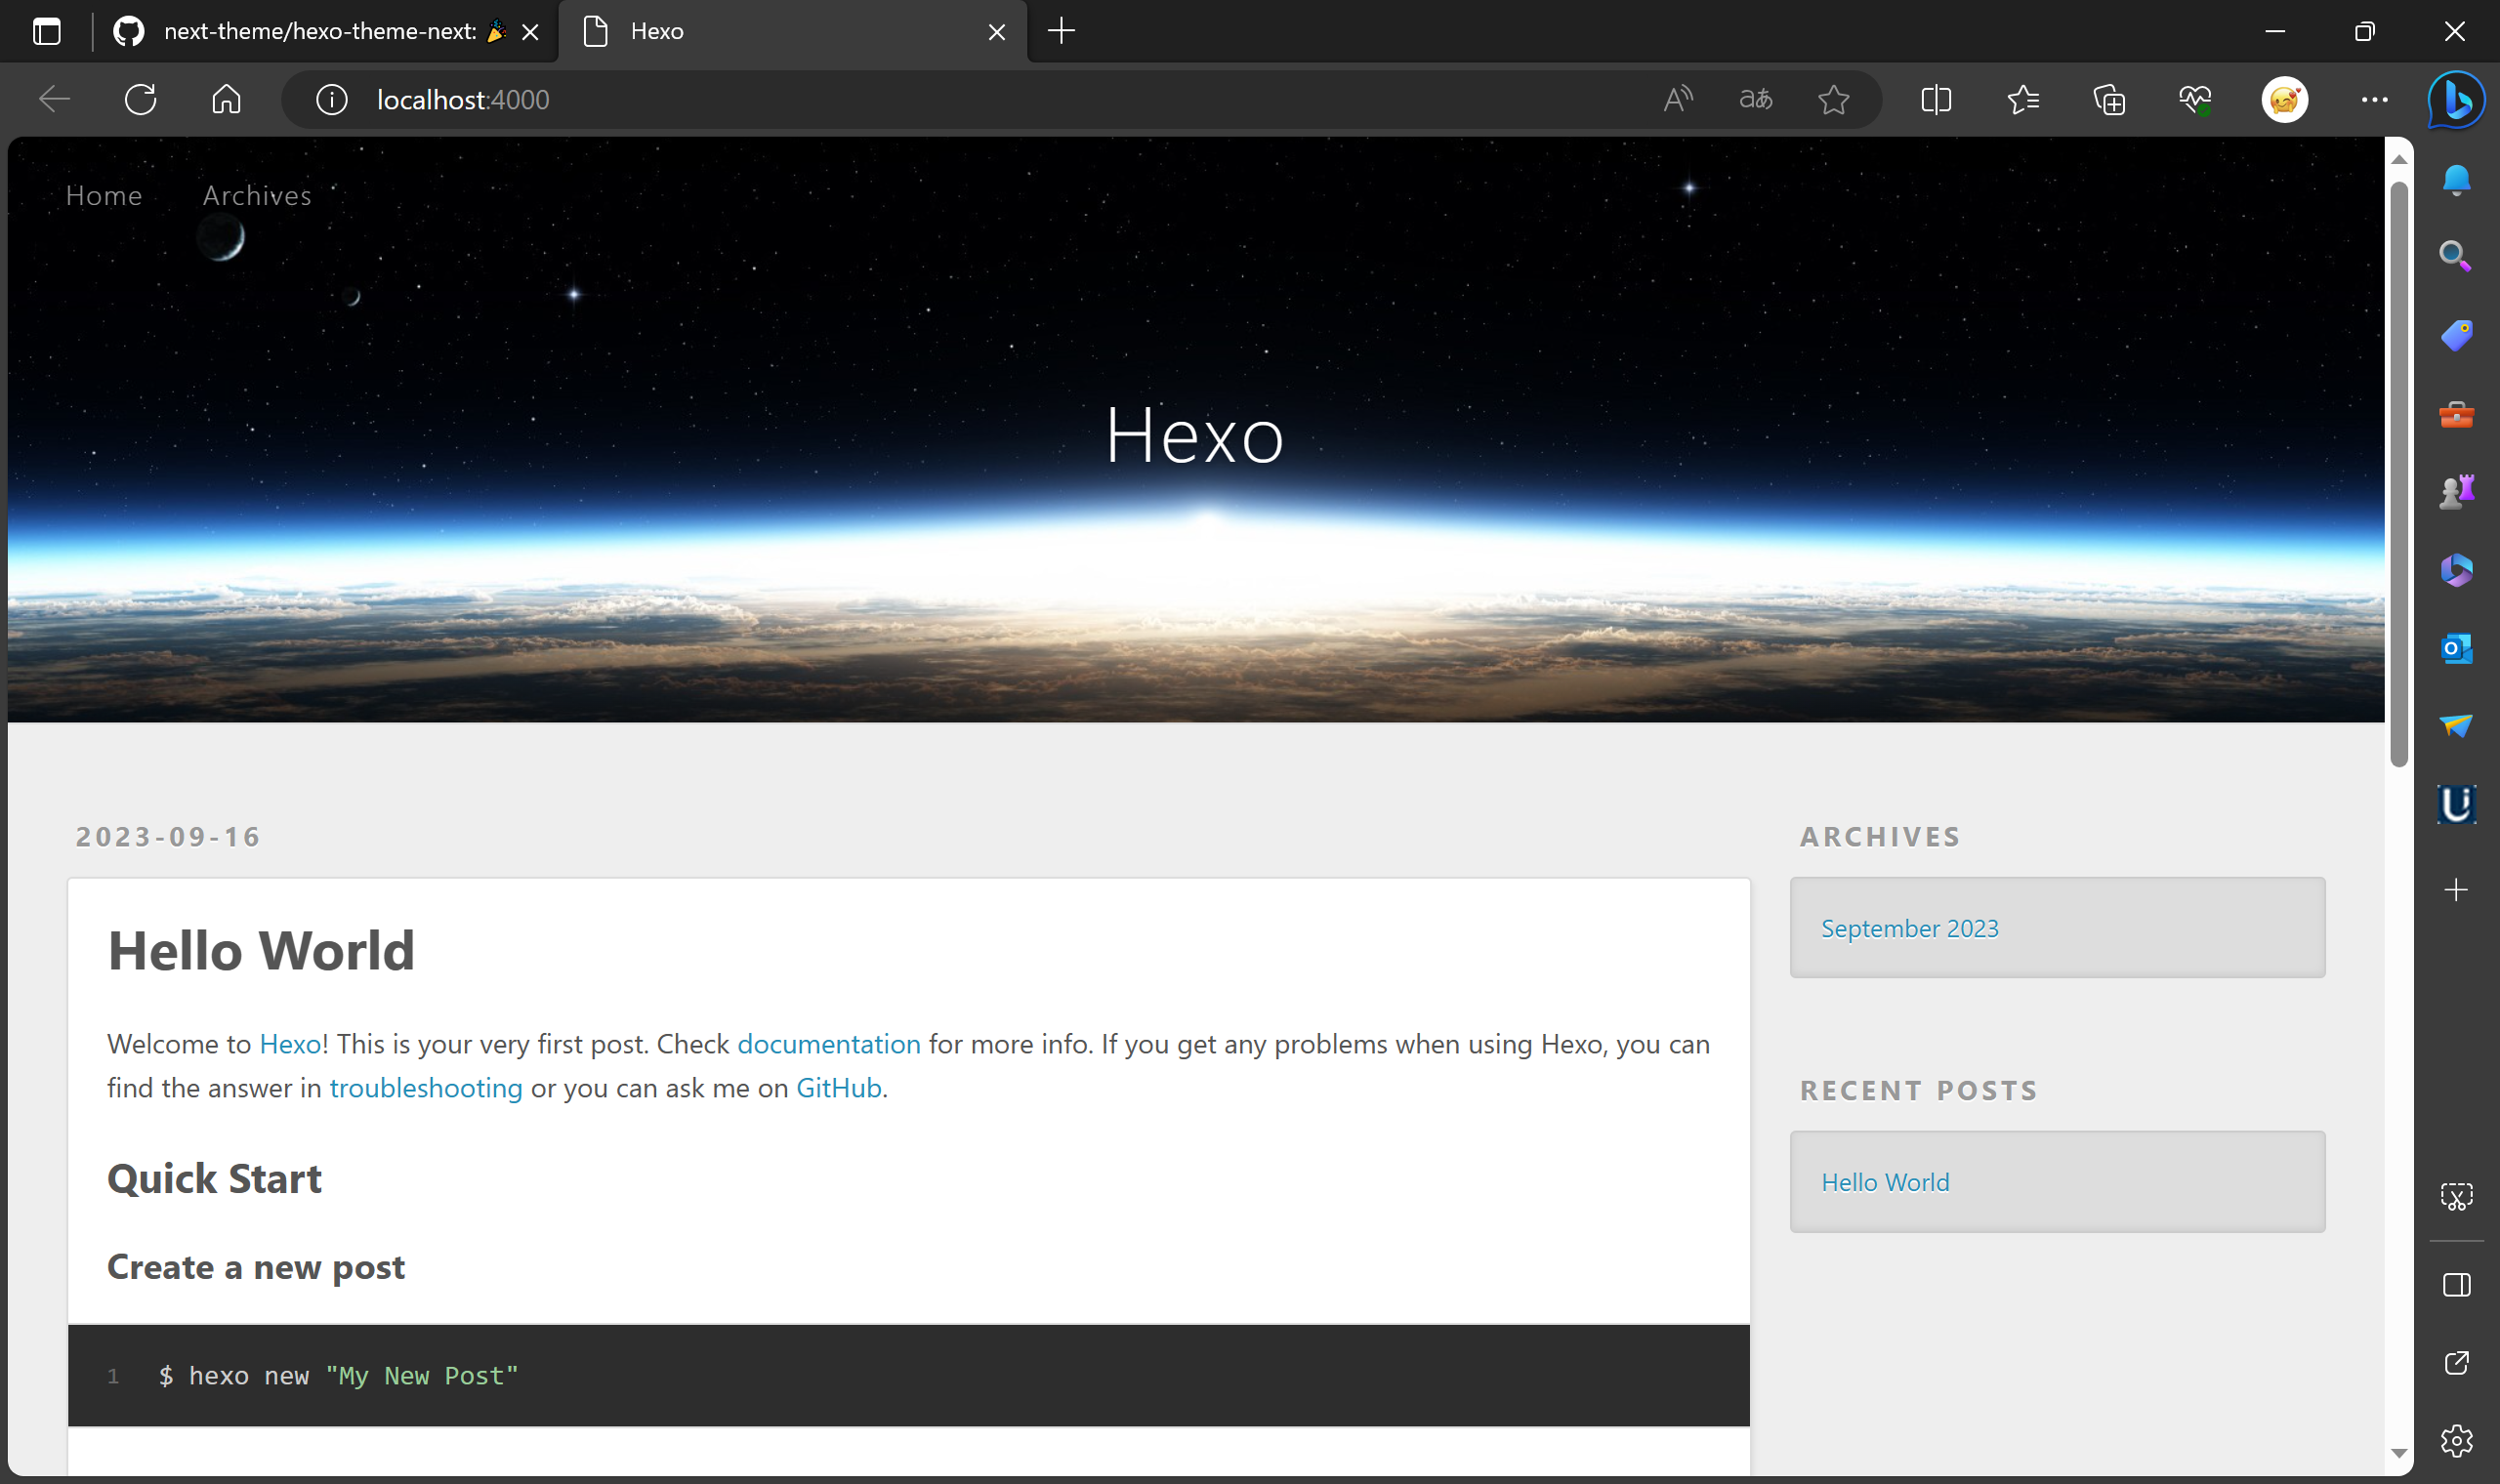 next-theme/hexo-theme-next: 🎉
Hexo
localhost:4000
Home
Archives
Hexo
2023-09-16
ARCHIVES
Hello World
September 2023
Welcome to Hexo! This is your very first post. Check documentation for more info. If you get any problems when using Hexo, you can
find the answer in troubleshooting or you can ask me on GitHub.
RECENT POSTS
Quick Start
Hello World
Create a new post
1 $ hexo new "My New Post"